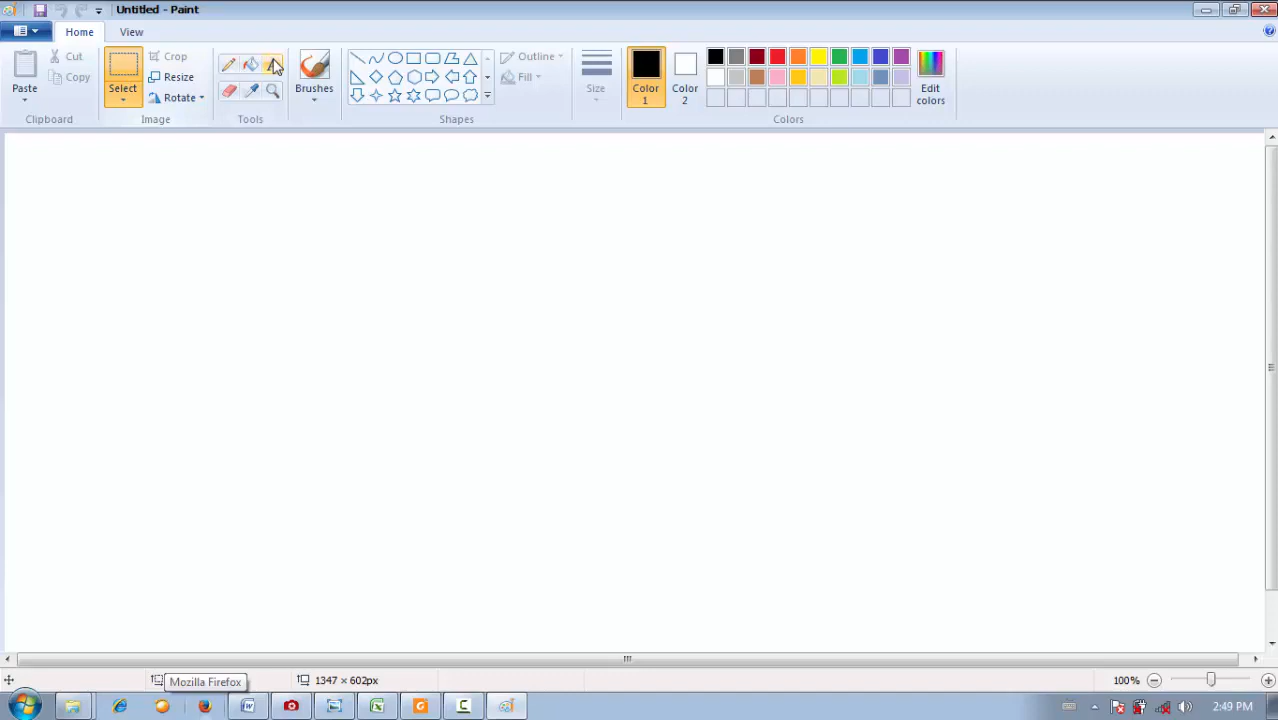 Untitled - Paint
Home View
Paste
Cut
Copy
Clipboard
Select
Crop
Resize
Rotate
Image
A
Tools
Brushes
Shapes
Outline
Fill
Size
Color 1
Color 2
Edit colors
Colors
1347 × 602px
100%
Mozilla Firefox
2:49 PM